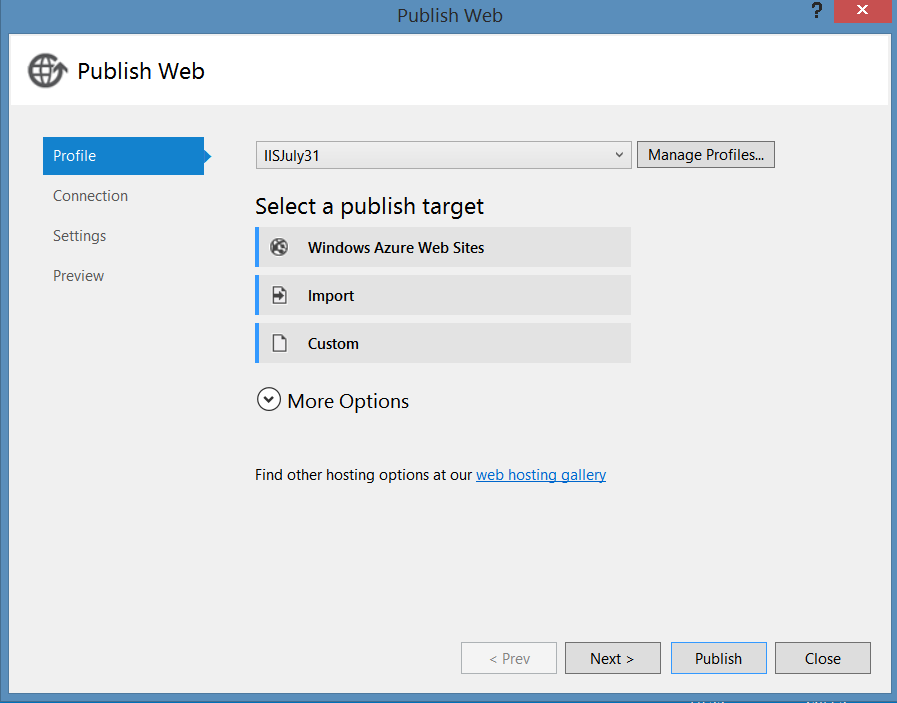 Publish Web
?
Publish Web
Profile
Connection
Settings
Preview
IISJuly31
Manage Profiles...
Select a publish target
Windows Azure Web Sites
Import
Custom
More Options
Find other hosting options at our web hosting gallery
< Prev
Next >
Publish
Close